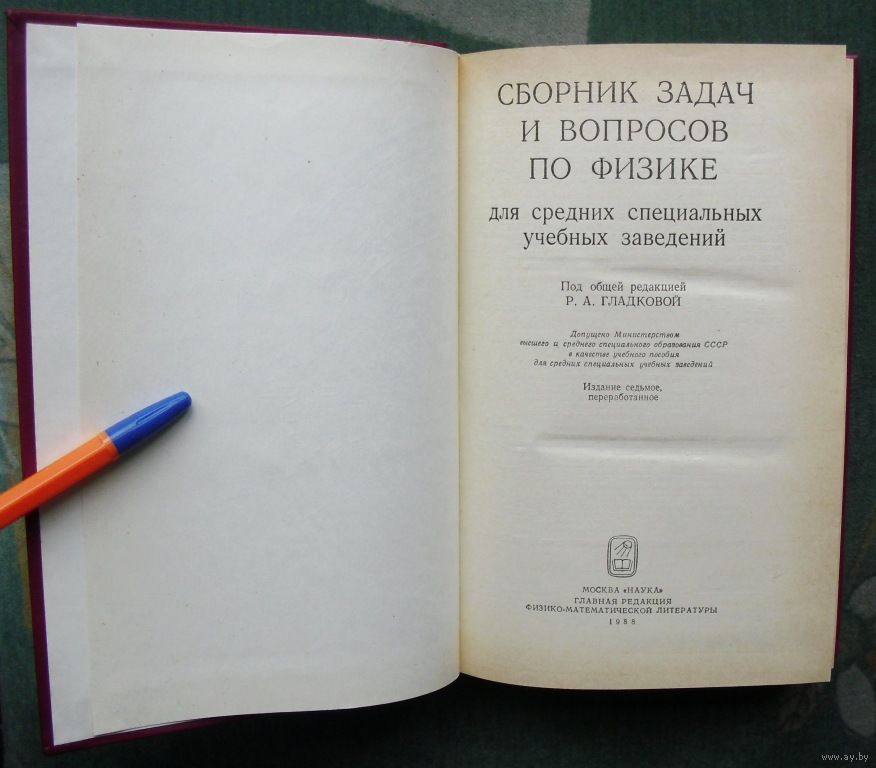 СБОРНИК ЗАДАЧ
И ВОПРОСОВ
ПО ФИЗИКЕ
для средних специальных
учебных заведений
Под общей редакцией
Р. А. ГЛАДКОВОЙ
Допущено Министерством
высшего и среднего специального образования СССР
в качестве учебного пособия
для средних специальных учебных заведений
Издание седьмое,
переработанное
МОСКВА «НАУКА»
ГЛАВНАЯ РЕДАКЦИЯ
ФИЗИКО-МАТЕМАТИЧЕСКОЙ ЛИТЕРАТУРЫ
1988
www.ay.by